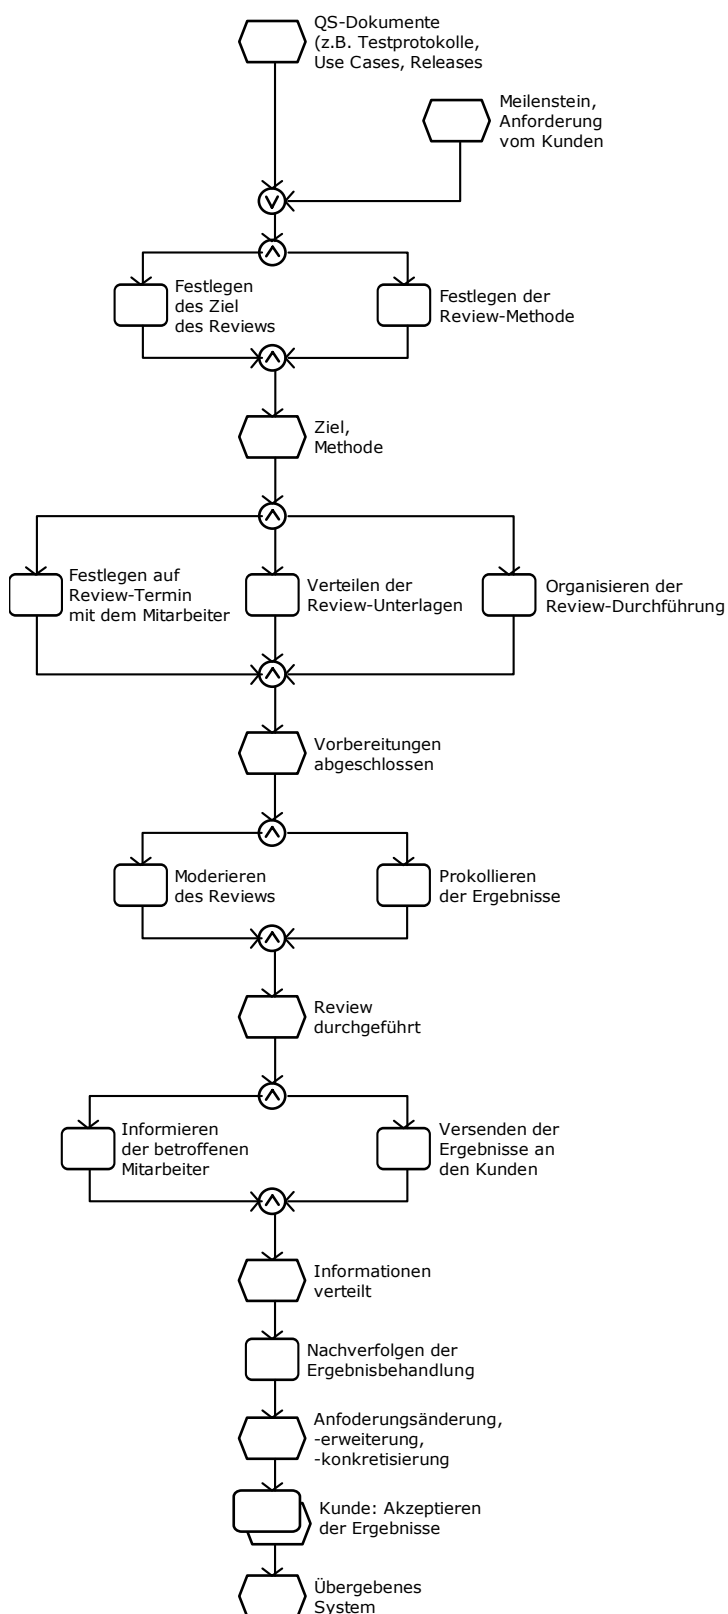 QS-Dokumente
(z.B. Testprotokolle,
Use Cases, Releases
Meilenstein,
Anforderung
vom Kunden
Festlegen
des Ziel
des Reviews
Festlegen der
Review-Methode
Ziel,
Methode
Festlegen auf
Review-Termin
mit dem Mitarbeiter
Verteilen der
Review-Unterlagen
Organisieren der
Review-Durchführung
Vorbereitungen
abgeschlossen
Moderieren
des Reviews
Prokollieren
der Ergebnisse
Review
durchgeführt
Informieren
der betroffenen
Mitarbeiter
Versenden der
Ergebnisse an
den Kunden
Informationen
verteilt
Nachverfolgen der
Ergebnisbehandlung
Anfoderungsänderung,
-erweiterung,
-konkretisierung
Kunde: Akzeptieren
der Ergebnisse
Übergebenes
System